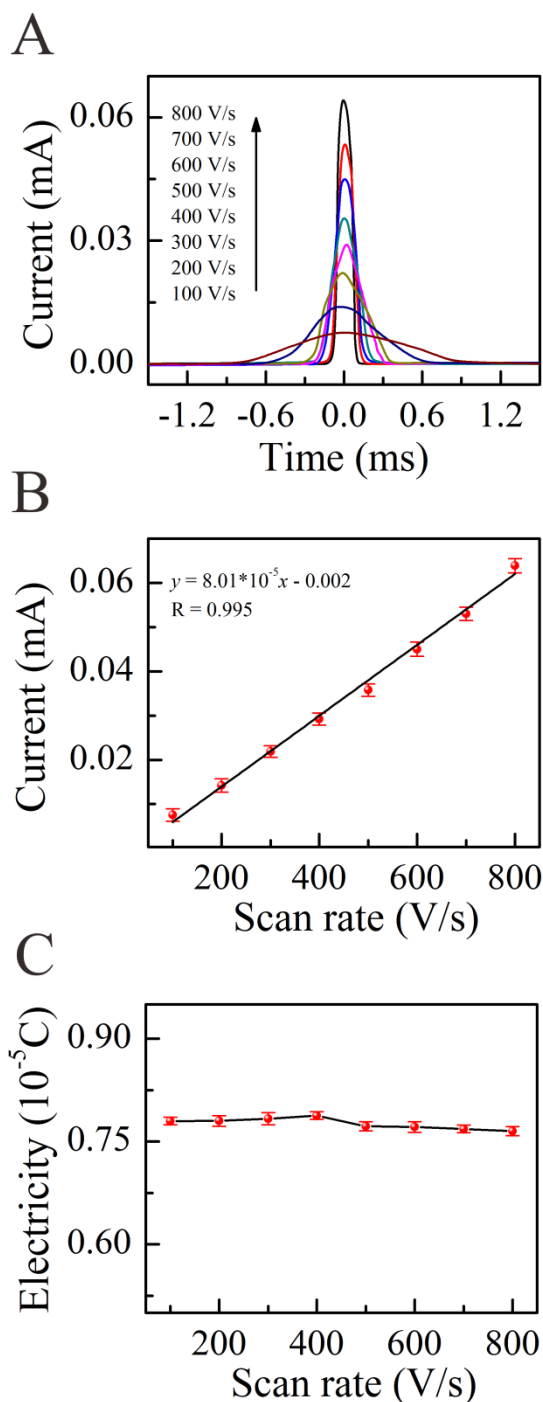 A
Current (mA)
0.06
0.03
0.00
800 V/s
700 V/s
600 V/s
500 V/s
400 V/s
300 V/s
200 V/s
100 V/s
-1.2 -0.6 0.0 0.6 1.2
Time (ms)
B
Current (mA)
0.06
0.04
0.02
y = 8.01*10-5x - 0.002
R = 0.995
200 400 600 800
Scan rate (V/s)
C
Electricity (10-5C)
0.90
0.75
0.60
200 400 600 800
Scan rate (V/s)